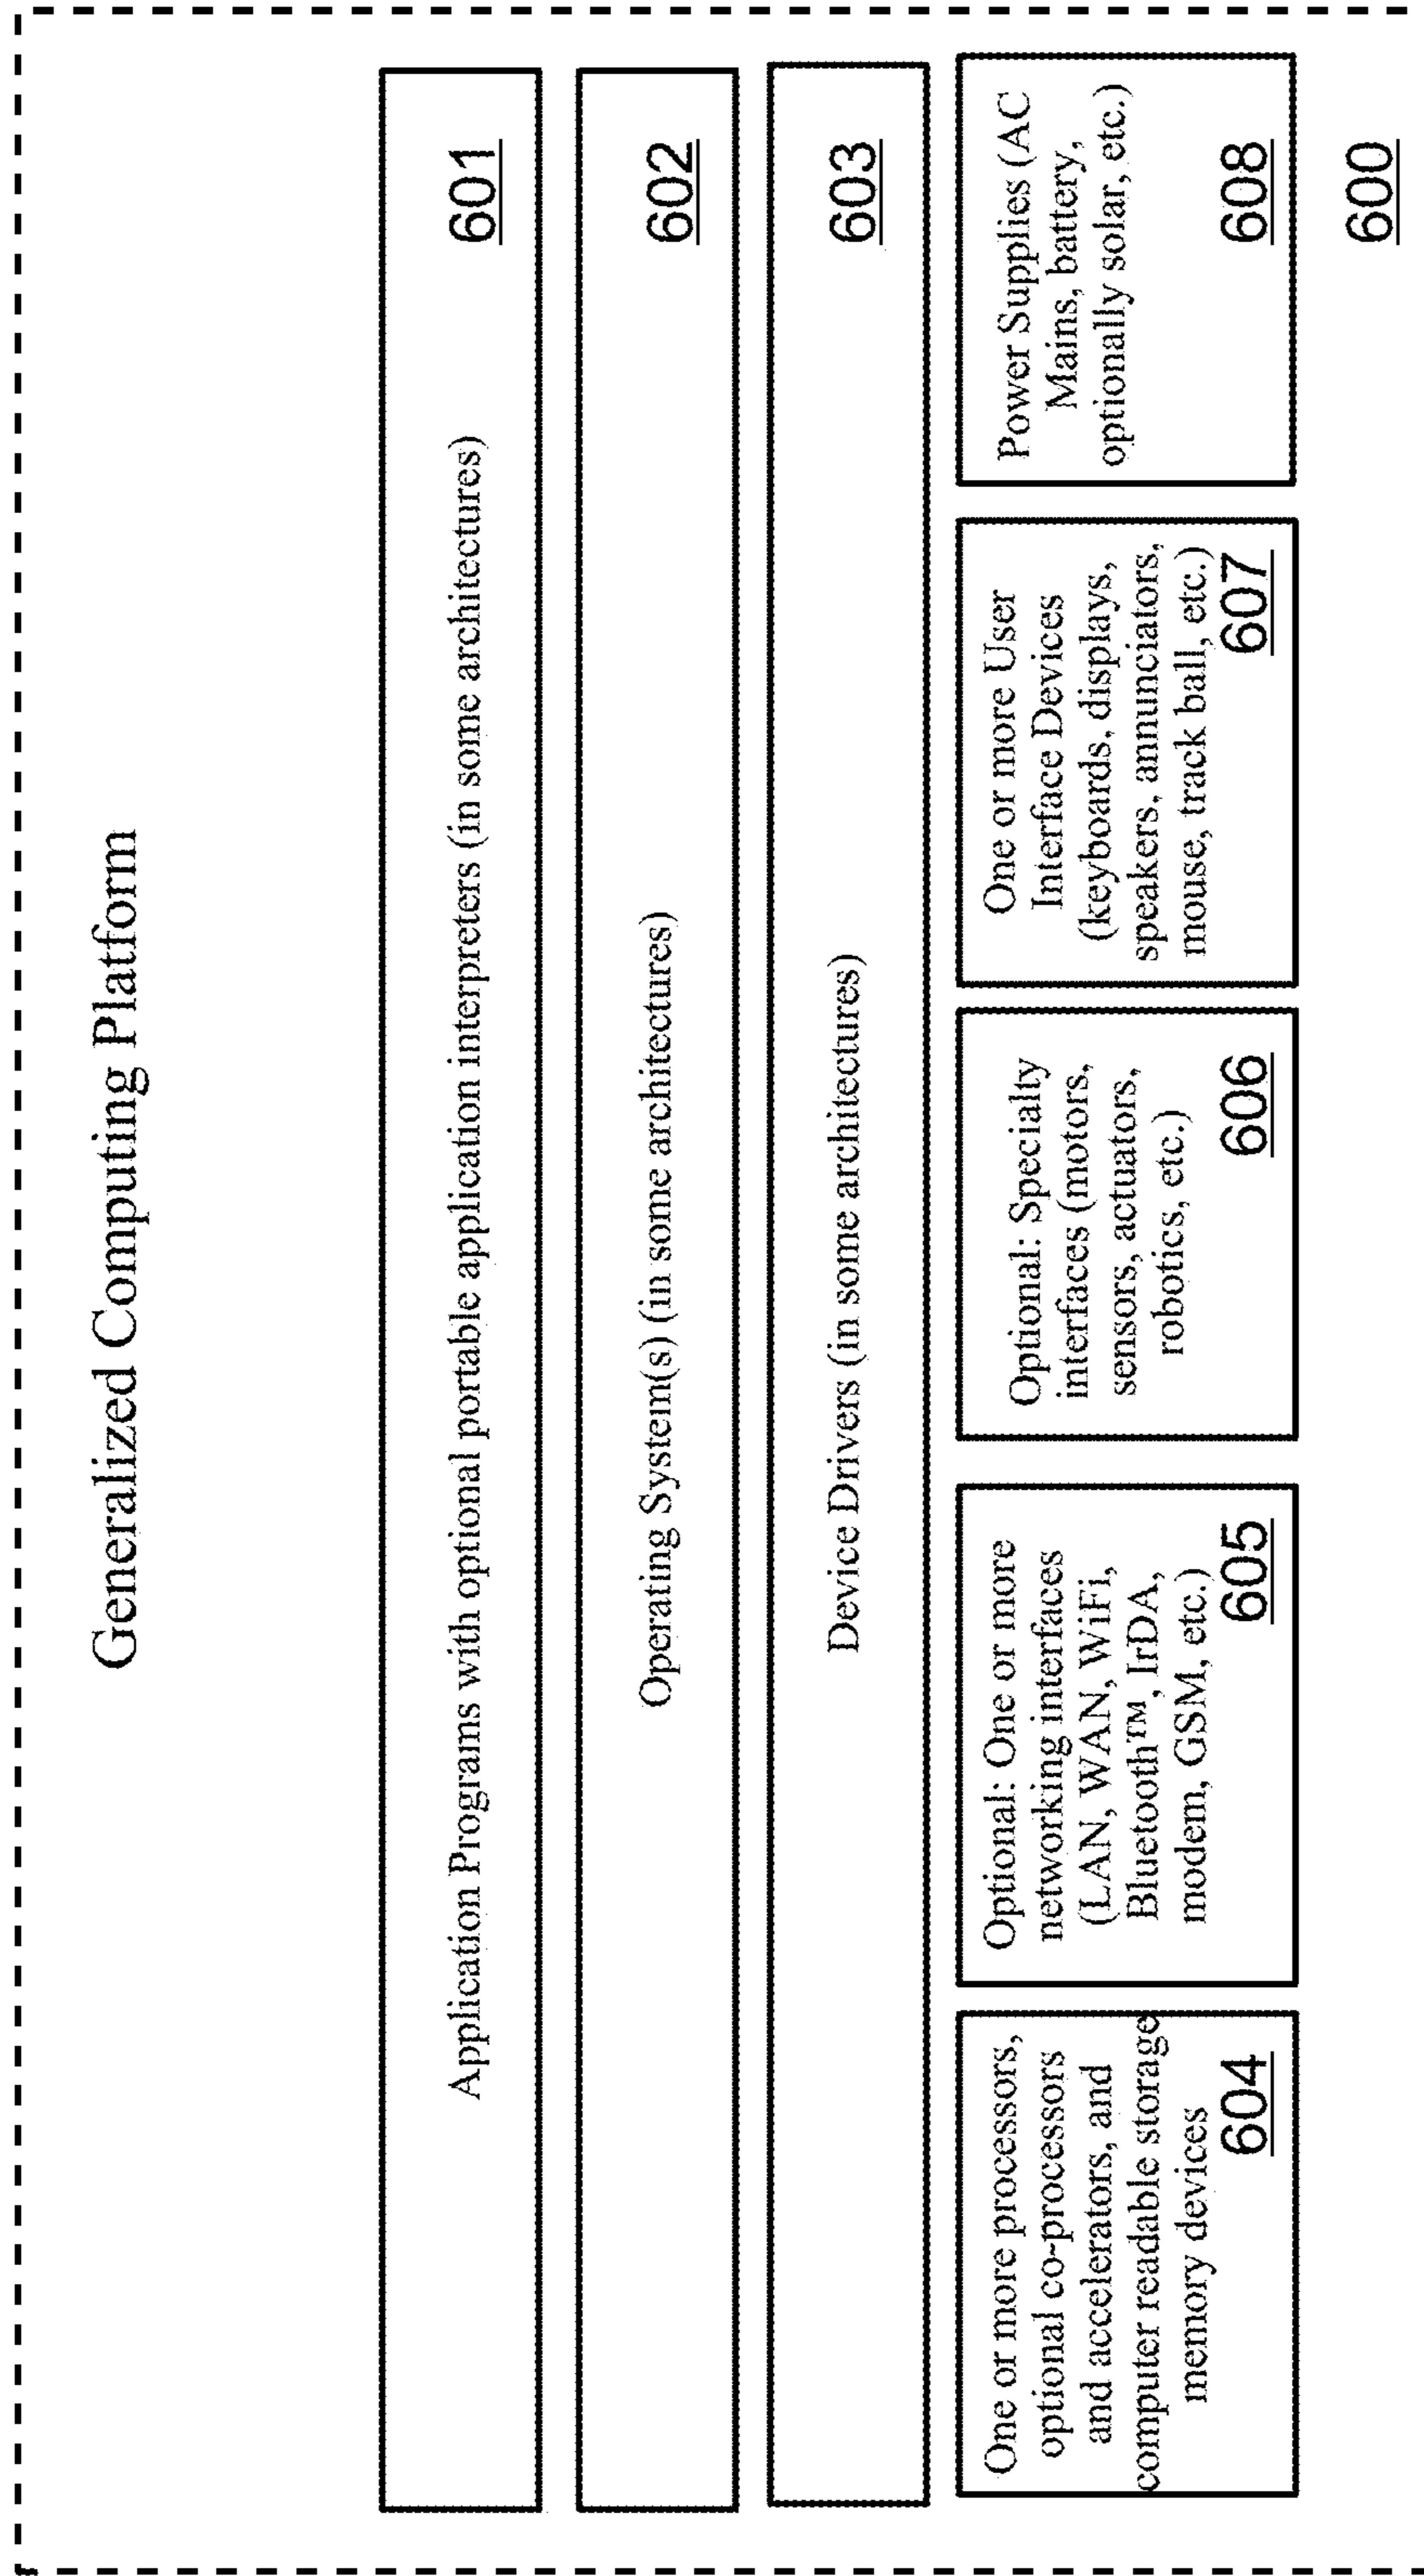 Generalized Computing Platform
Application Programs with optional portable application interpreters (in some architectures)
601
Operating System(s) (in some architectures)
602
Device Drivers (in some architectures)
603
One or more processors,
optional co-processors
and accelerators, and
computer readable storage
memory devices
604
Optional: One or more
networking interfaces
(LAN, WAN, WiFi,
Bluetooth™, IrDA,
modem, GSM, etc.)
605
Optional: Specialty
interfaces (motors,
sensors, actuators,
robotics, etc.)
606
One or more User
Interface Devices
(keyboards, displays,
speakers, annunciators,
mouse, track ball, etc.)
607
Power Supplies (AC
Mains, battery,
optionally solar, etc.)
608
600